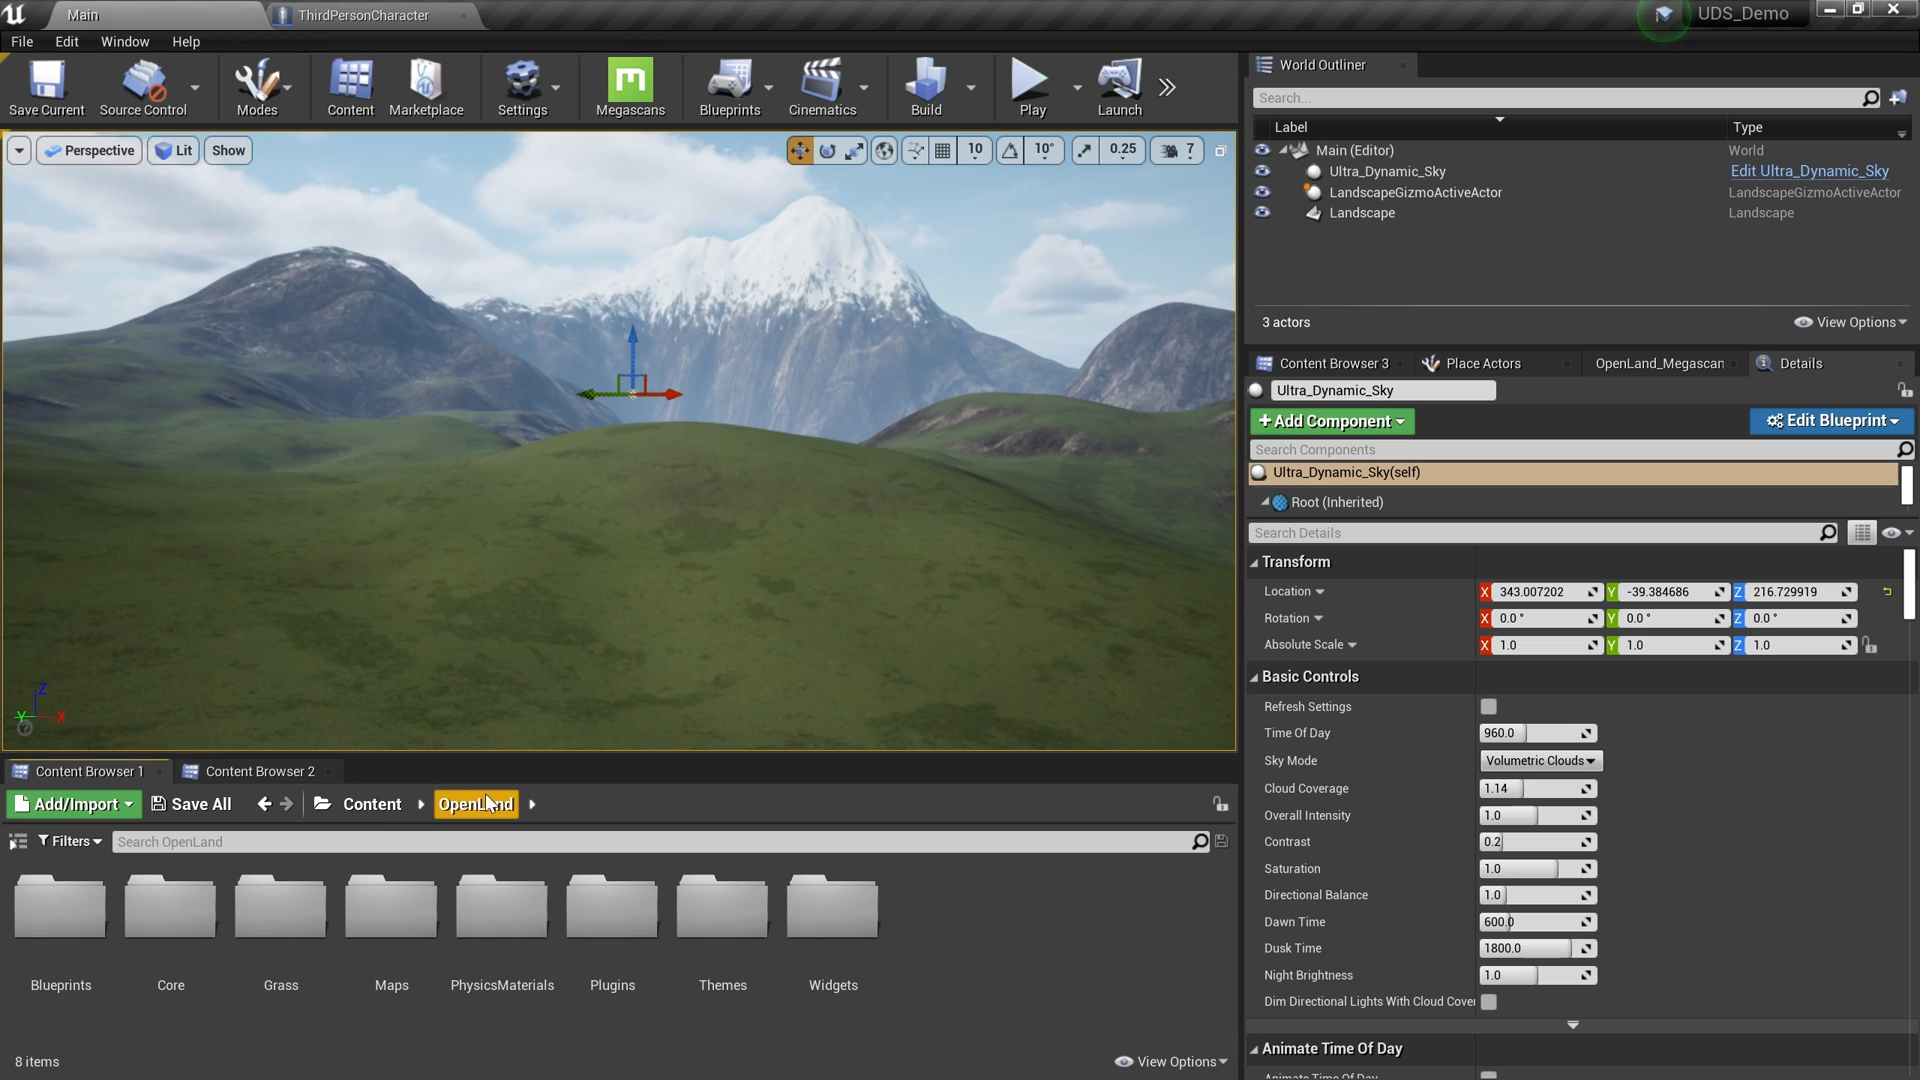 Main
ThirdPersonCharacter
UDS_Demo
File Edit Window Help
Save Current Source Control Modes Content Marketplace Settings Megascans Blueprints Cinematics Build Play Launch
Perspective Lit Show 10 10° 0.25 7
World Outliner
Search...
Label Type
Main (Editor) World
Ultra_Dynamic_Sky Edit Ultra_Dynamic_Sky
LandscapeGizmoActiveActor LandscapeGizmoActiveActor
Landscape Landscape
3 actors View Options
Content Browser 3 Place Actors OpenLand_Megascan Details
Ultra_Dynamic_Sky
+ Add Component Edit Blueprint
Search Components
Ultra_Dynamic_Sky(self)
Root (Inherited)
Search Details
Transform
Location X 343.007202 Y -39.384686 Z 216.729919
Rotation X 0.0 ° Y 0.0 ° Z 0.0 °
Absolute Scale X 1.0 Y 1.0 Z 1.0
Basic Controls
Refresh Settings
Time Of Day 960.0
Sky Mode Volumetric Clouds
Cloud Coverage 1.14
Overall Intensity 1.0
Contrast 0.2
Saturation 1.0
Directional Balance 1.0
Dawn Time 600.0
Dusk Time 1800.0
Night Brightness 1.0
Dim Directional Lights With Cloud Cover
Animate Time Of Day
Animate Time Of Day
Z
Y X
Content Browser 1 Content Browser 2
Add/Import Save All Content OpenLand
Filters Search OpenLand
Blueprints Core Grass Maps PhysicsMaterials Plugins Themes Widgets
8 items View Options